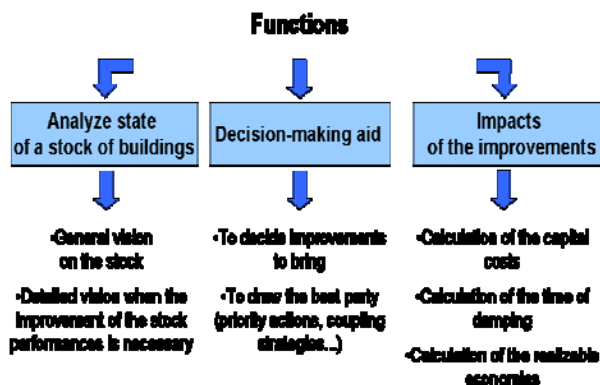 Functions
Analyze state
of a stock of buildings
Decision-making aid
Impacts
of the improvements
•General vision
on the stock
•Detailed vision when the
improvement of the stock
performances is necessary
•To decide improvements
to bring
•To draw the best party
(priority actions, coupling
strategies...)
•Calculation of the capital
costs
•Calculation of the time of
damping
•Calculation of the realizable
economies